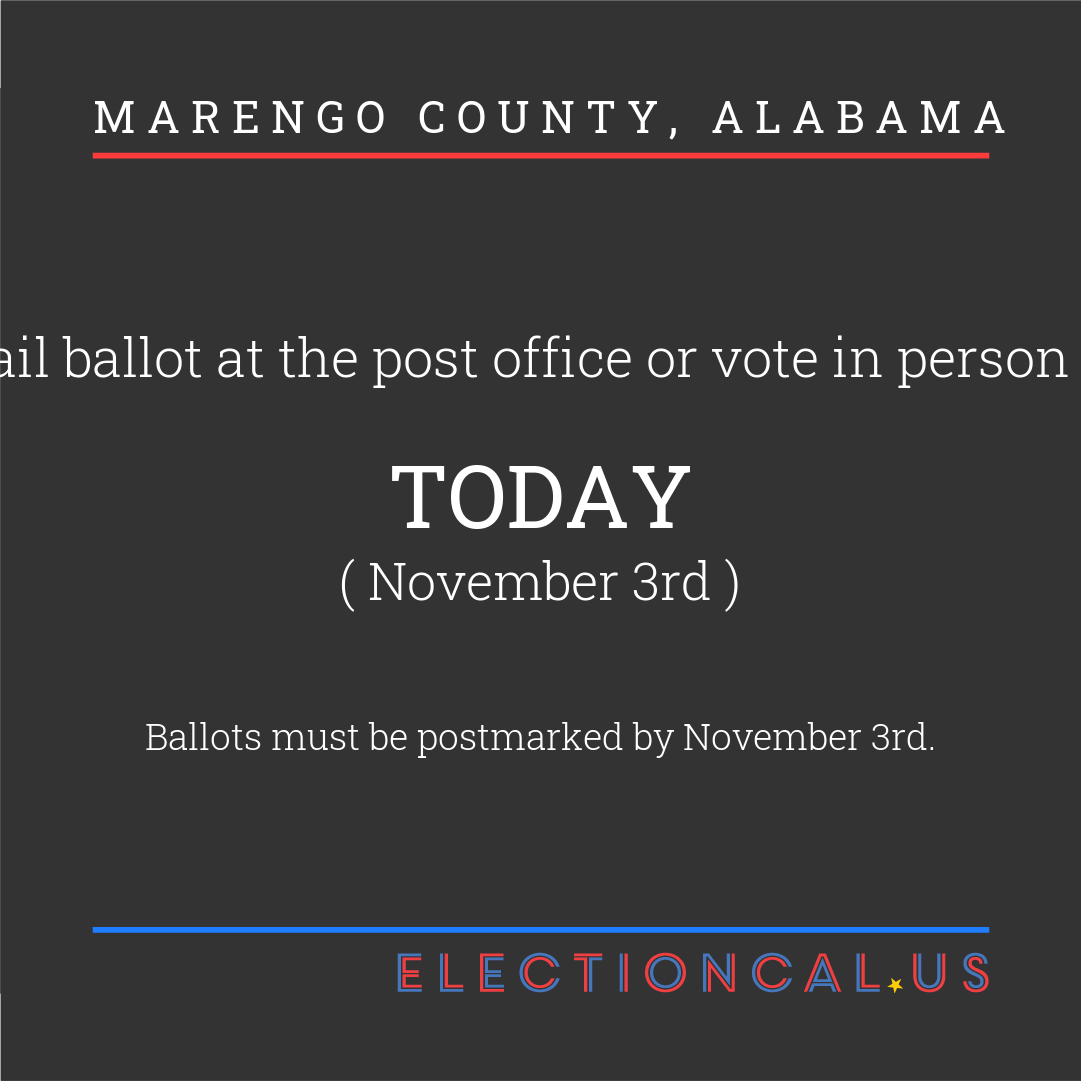 MARENGO COUNTY, ALABAMA
ail ballot at the post office or vote in person
TODAY
( November 3rd )
Ballots must be postmarked by November 3rd.
ELECTIONCAL.US